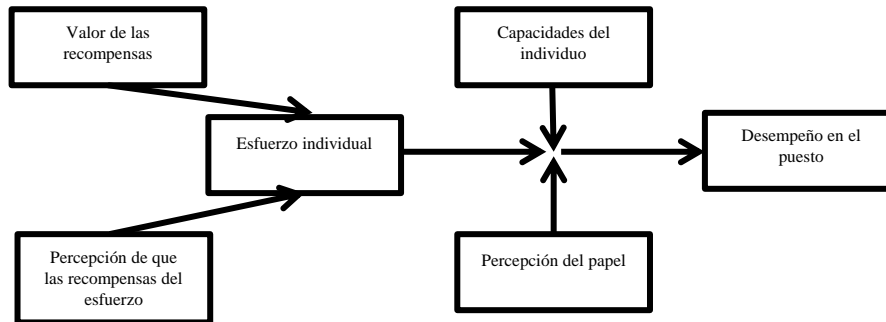 Valor de las
recompensas
Capacidades del
individuo
Esfuerzo individual
Desempeño en el
puesto
Percepción de que
las recompensas del
esfuerzo
Percepción del papel